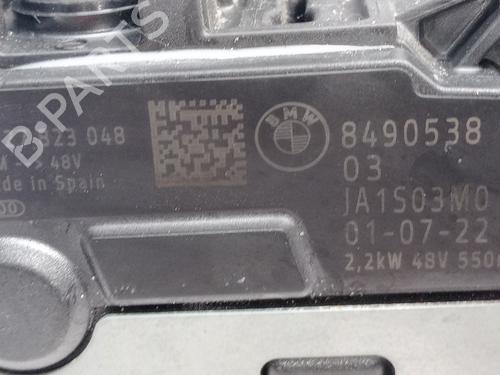 B-PARTS
323 048
48V
de in Spain
BMW
8490538
03
JA1S03M0
01-07-22
2,2kW 48V 550